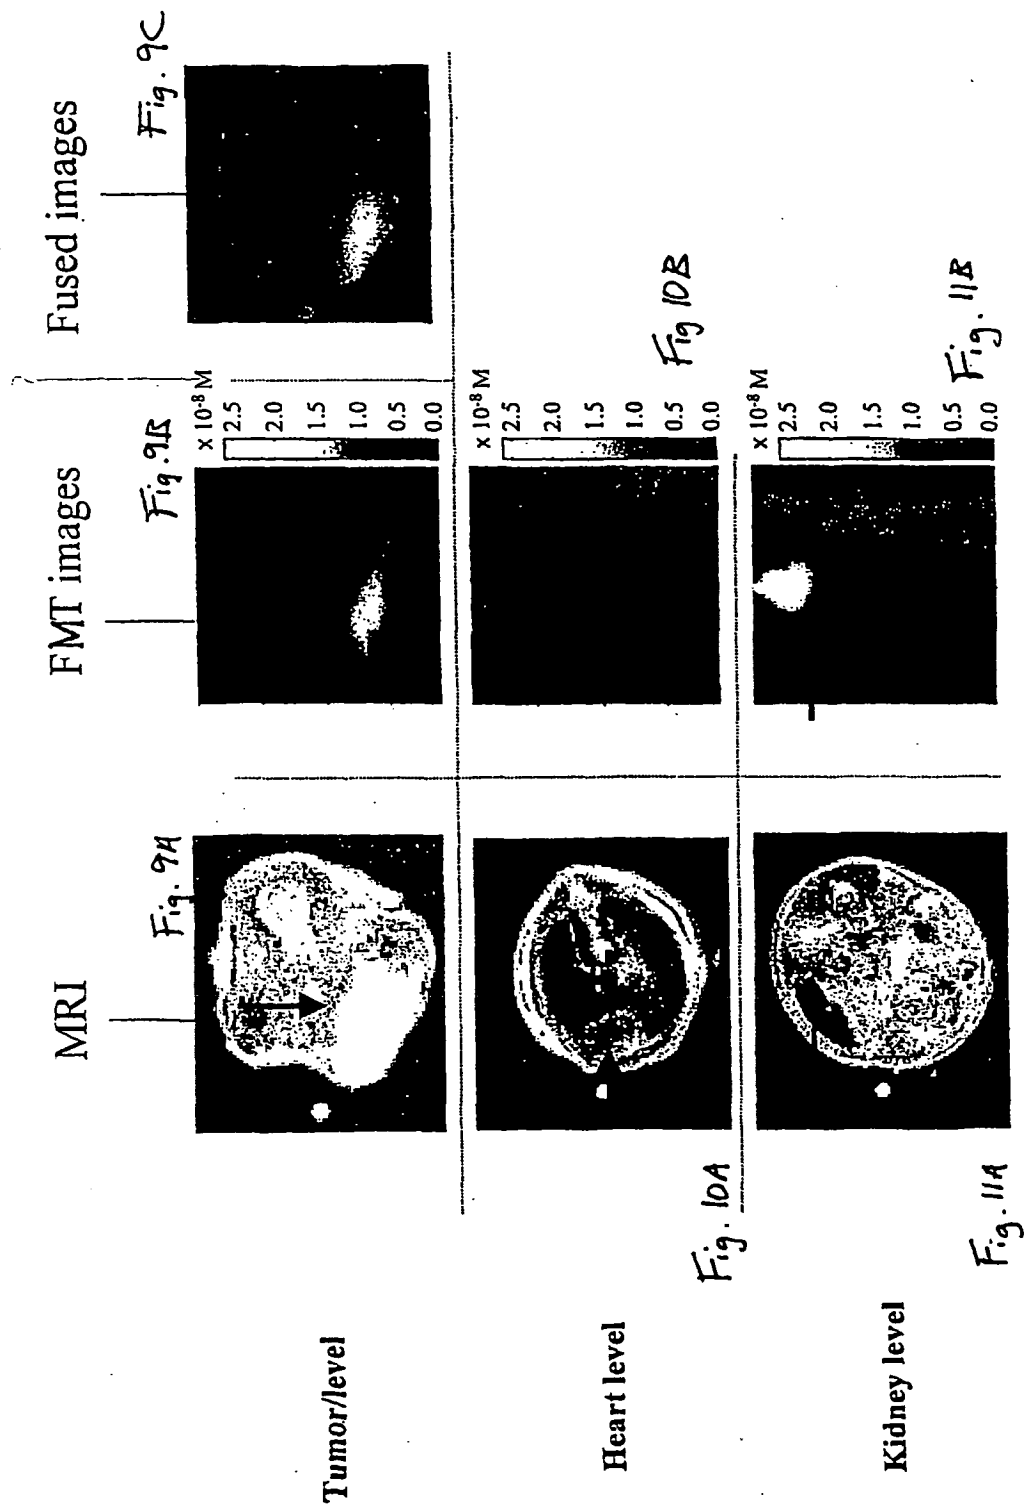 MRI
FMT images
Fused images
Fig. 9A
Fig. 9B
Fig. 9C
Tumor/level
x 10-8 M
2.5
2.0
1.5
1.0
0.5
0.0
Heart level
Fig. 10A
x 10-8 M
2.5
2.0
1.5
1.0
0.5
0.0
Fig 10B
Kidney level
Fig. 11A
x 10-8 M
2.5
2.0
1.5
1.0
0.5
0.0
Fig. 11B